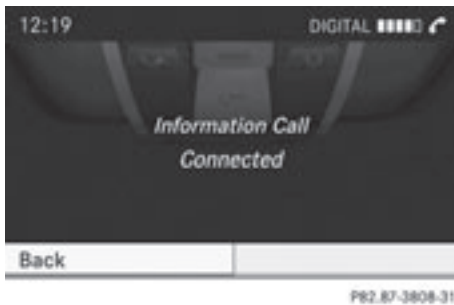 12:19 DIGITAL
Information Call
Connected
Back
P82.87-3808-31